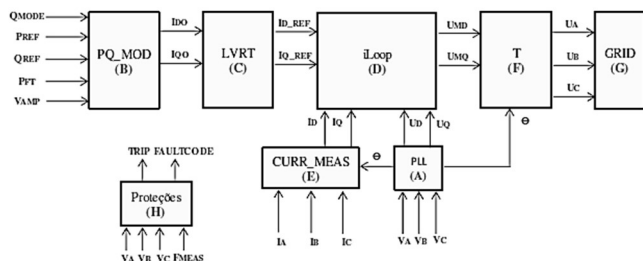 QMODE
PREF
QREF
PFT
VAMP
PQ_MOD
(B)
IDO
IQO
LVRT
(C)
ID_REF
IQ_REF
iLoop
(D)
UMD
UMQ
T
(F)
UA
UB
UC
GRID
(G)
ID IQ
UD UQ
Θ
TRIP FAULTCODE
CURR_MEAS
(E)
Θ
PLL
(A)
Proteções
(H)
VA VB VC FMEAS
IA IB IC
VA VB VC